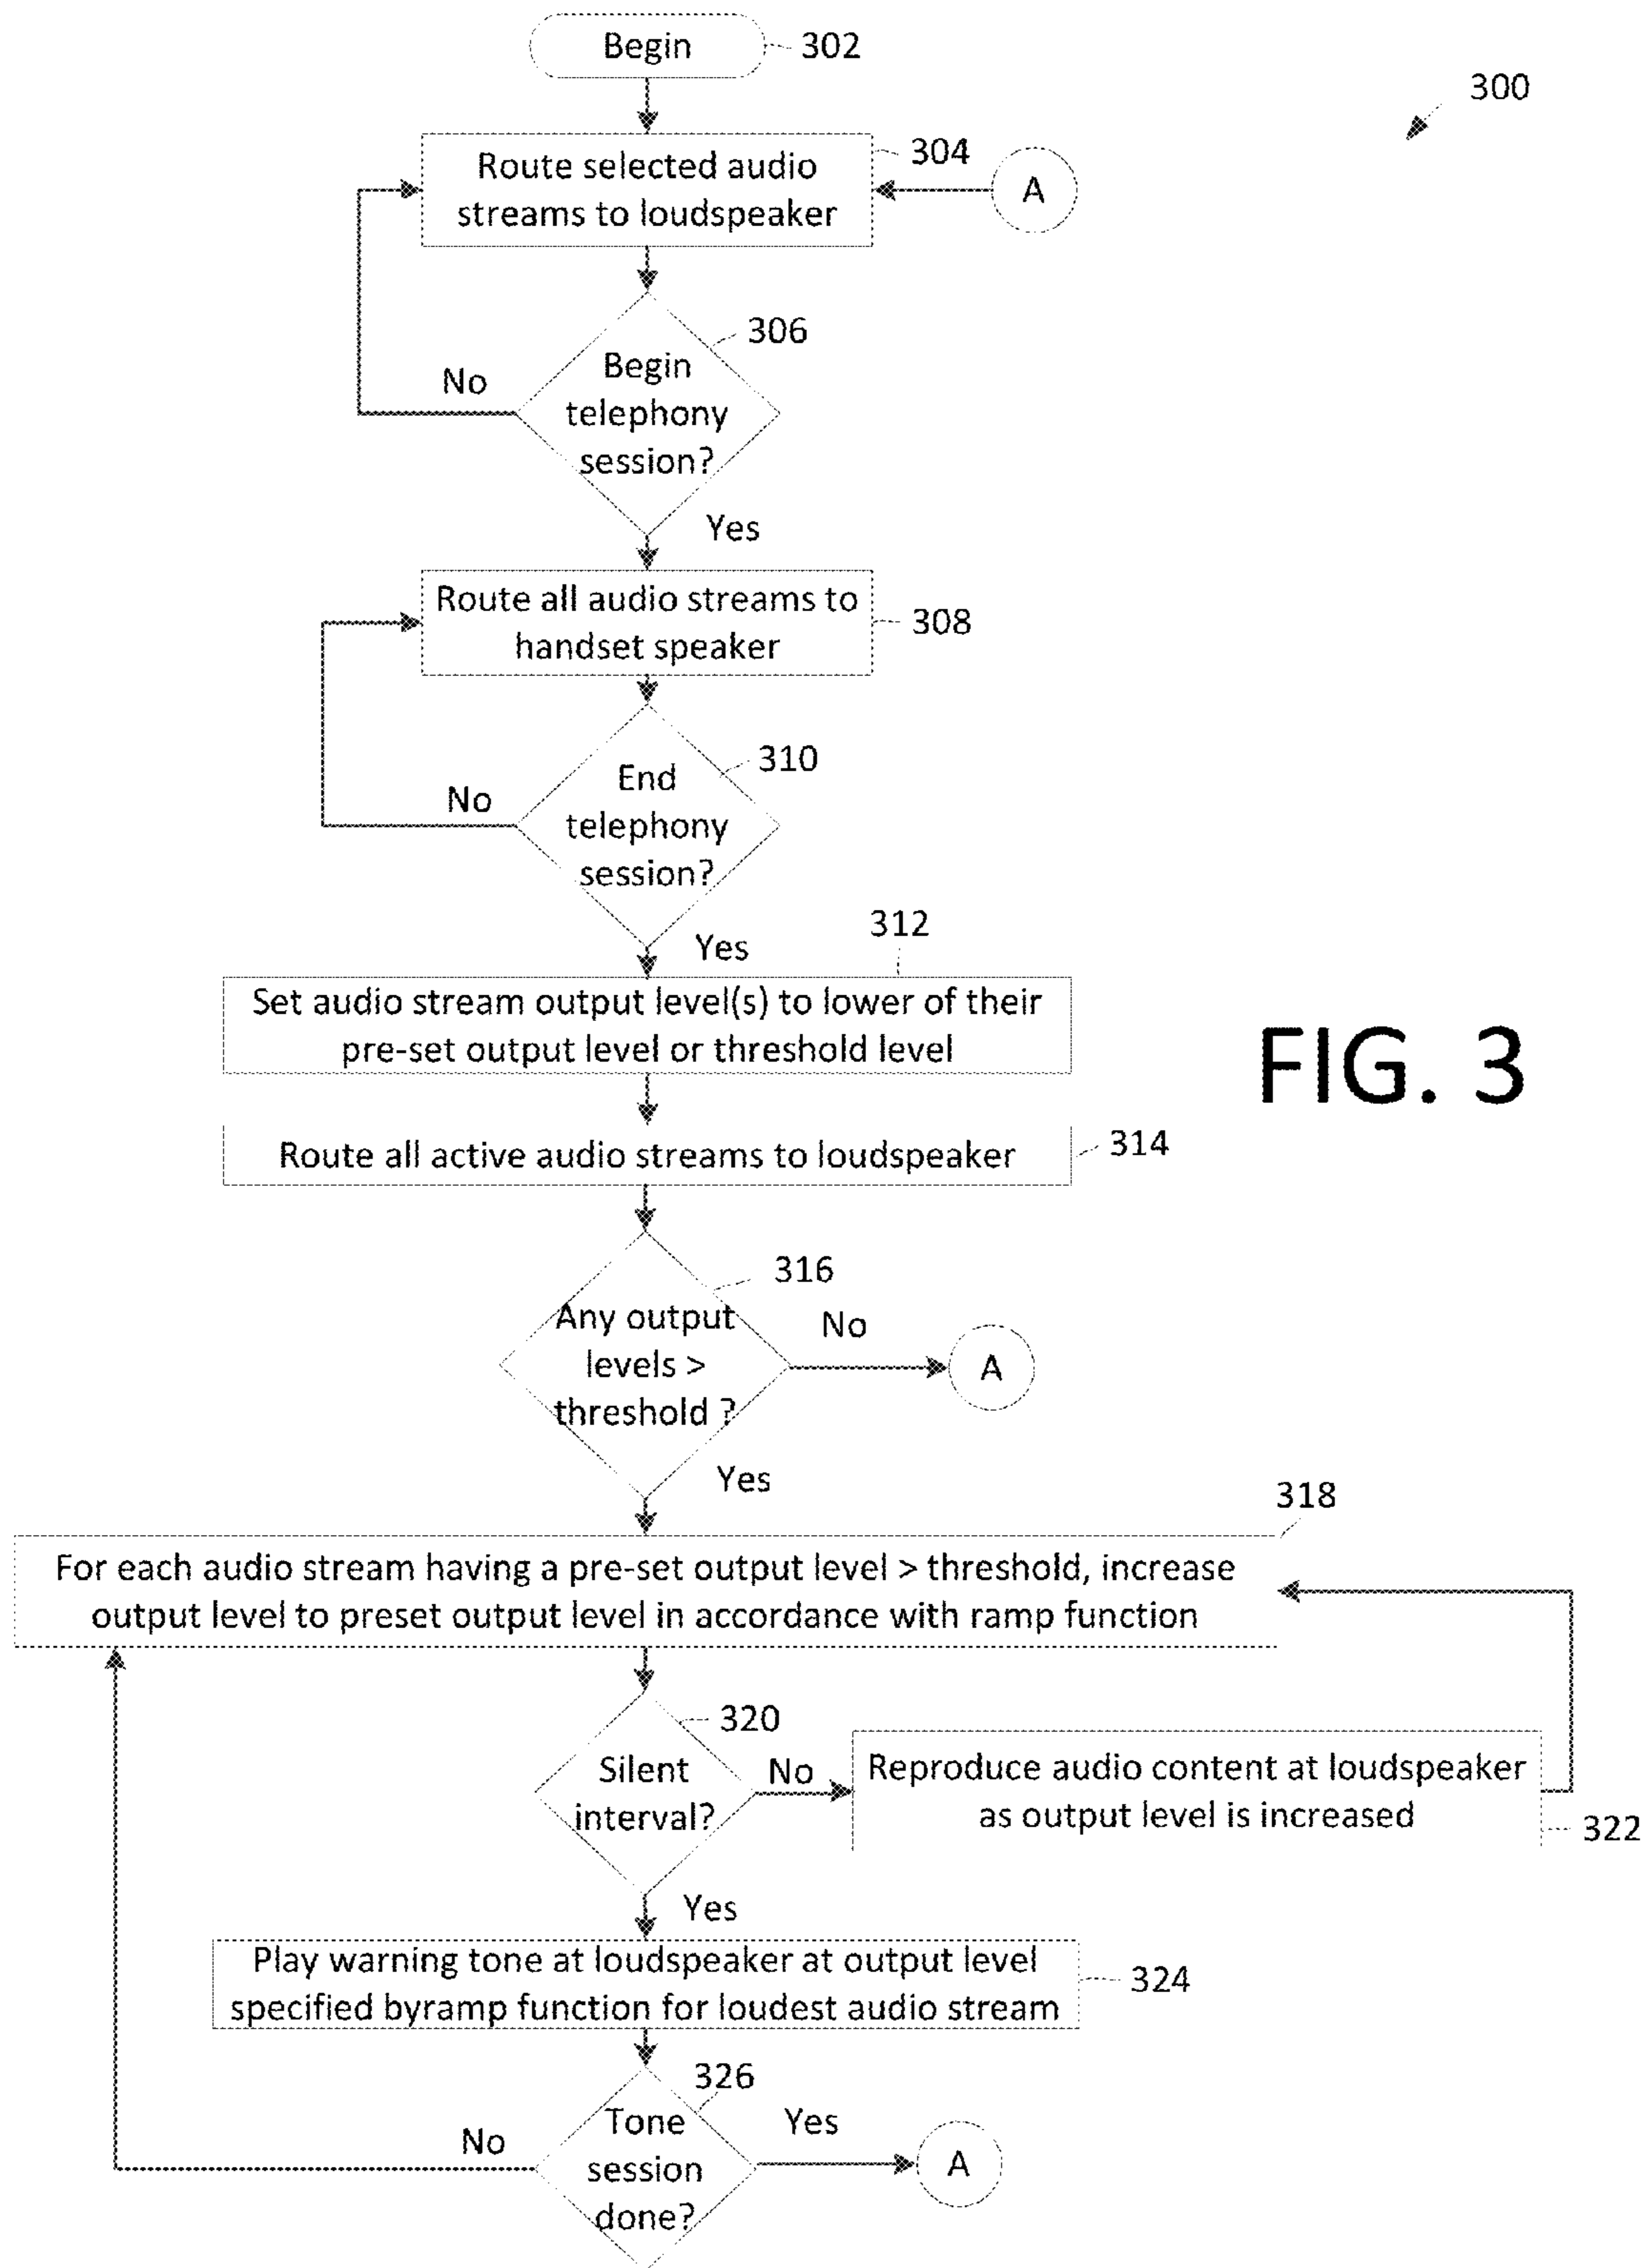 Begin
302
300
Route selected audio
streams to loudspeaker
304
A
306
Begin
telephony
session?
No
Yes
Route all audio streams to
handset speaker
308
310
End
telephony
session?
No
Yes
312
Set audio stream output level(s) to lower of their
pre-set output level or threshold level
FIG. 3
Route all active audio streams to loudspeaker
314
316
Any output
levels >
threshold ?
No
A
Yes
318
For each audio stream having a pre-set output level > threshold, increase
output level to preset output level in accordance with ramp function
320
Silent
interval?
No
Reproduce audio content at loudspeaker
as output level is increased
322
Yes
Play warning tone at loudspeaker at output level
specified byramp function for loudest audio stream
324
326
Tone
session
done?
No
Yes
A